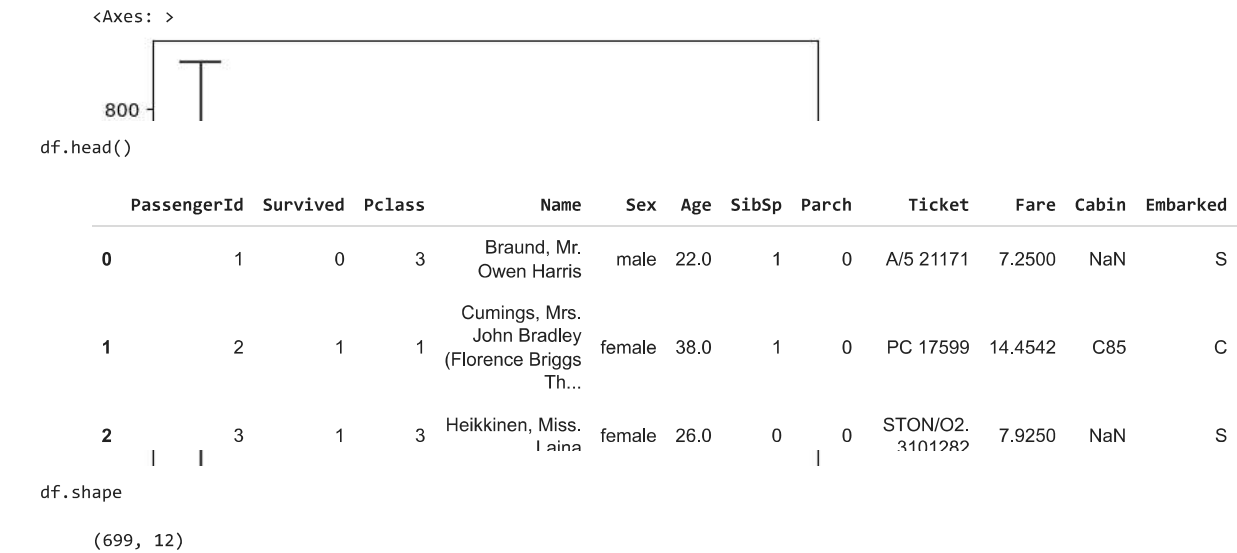 <Axes: >
800
df.head()
PassengerId Survived Pclass Name Sex Age SibSp Parch Ticket Fare Cabin Embarked
0 1 0 3 Braund, Mr. Owen Harris male 22.0 1 0 A/5 21171 7.2500 NaN S
1 2 1 1 Cumings, Mrs. John Bradley (Florence Briggs Th... female 38.0 1 0 PC 17599 14.4542 C85 C
2 3 1 3 Heikkinen, Miss. Laina female 26.0 0 0 STON/O2. 3101282 7.9250 NaN S
df.shape
(699, 12)